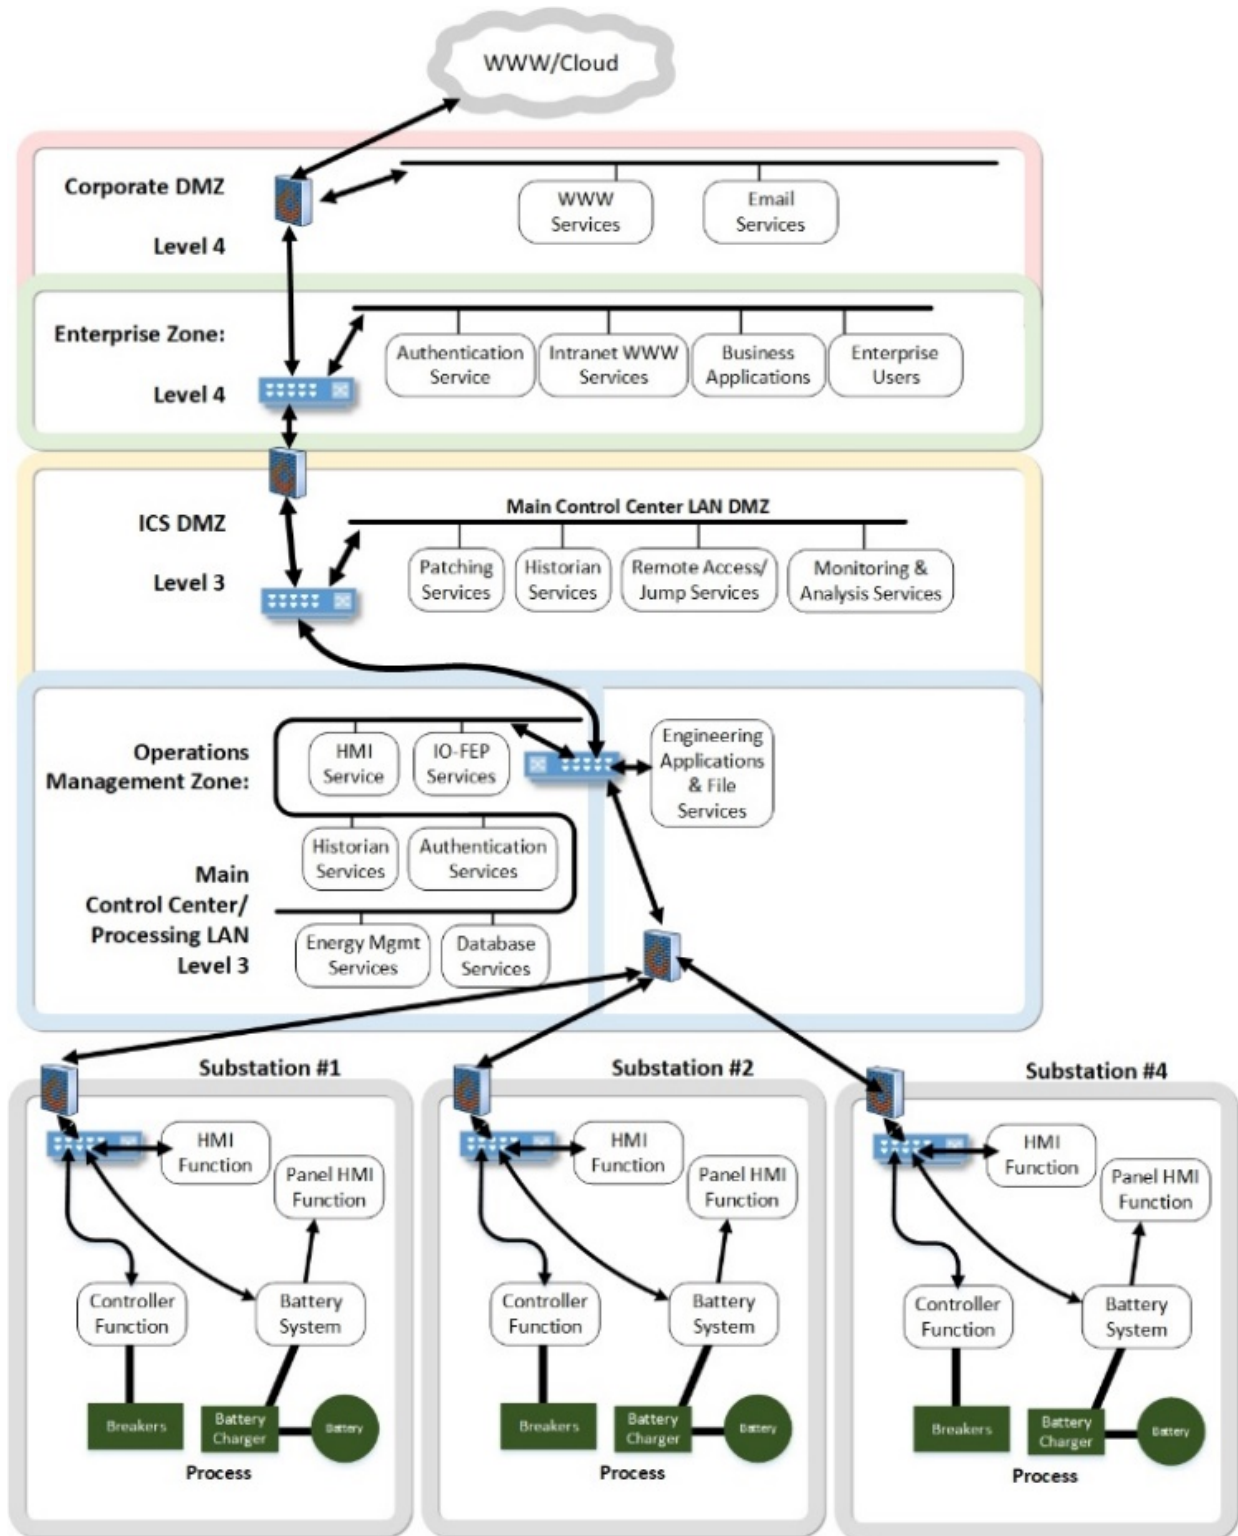 WWW/Cloud
Corporate DMZ
Level 4
WWW
Services
Email
Services
Enterprise Zone:
Level 4
Authentication
Service
Intranet WWW
Services
Business
Applications
Enterprise
Users
ICS DMZ
Level 3
Main Control Center LAN DMZ
Patching
Services
Historian
Services
Remote Access/
Jump Services
Monitoring &
Analysis Services
Operations
Management Zone:
Main
Control Center/
Processing LAN
Level 3
HMI
Service
IO-FEP
Services
Historian
Services
Authentication
Services
Energy Mgmt
Services
Database
Services
Engineering
Applications
& File
Services
Substation #1
HMI
Function
Panel HMI
Function
Controller
Function
Battery
System
Breakers
Battery
Charger
Battery
Process
Substation #2
HMI
Function
Panel HMI
Function
Controller
Function
Battery
System
Breakers
Battery
Charger
Battery
Process
Substation #4
HMI
Function
Panel HMI
Function
Controller
Function
Battery
System
Breakers
Battery
Charger
Battery
Process